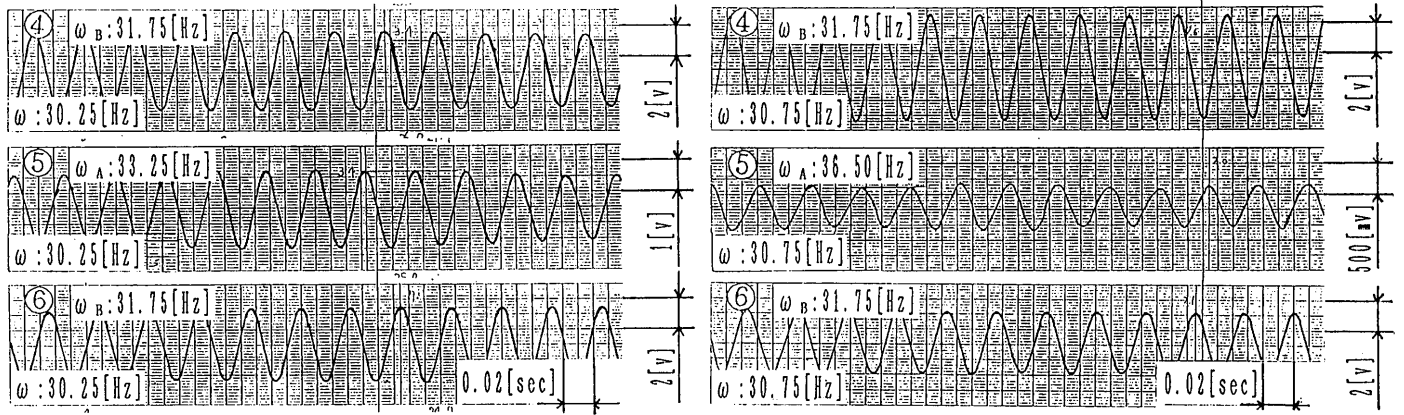 ④ ω B:31.75[Hz]
ω:30.25[Hz]
2[v]
⑤ ω A:33.25[Hz]
ω:30.25[Hz]
1[v]
⑥ ω B:31.75[Hz]
ω:30.25[Hz]
0.02[sec]
2[v]
④ ω B:31.75[Hz]
ω:30.75[Hz]
2[v]
⑤ ω A:36.50[Hz]
ω:30.75[Hz]
500[mv]
⑥ ω B:31.75[Hz]
ω:30.75[Hz]
0.02[sec]
2[v]